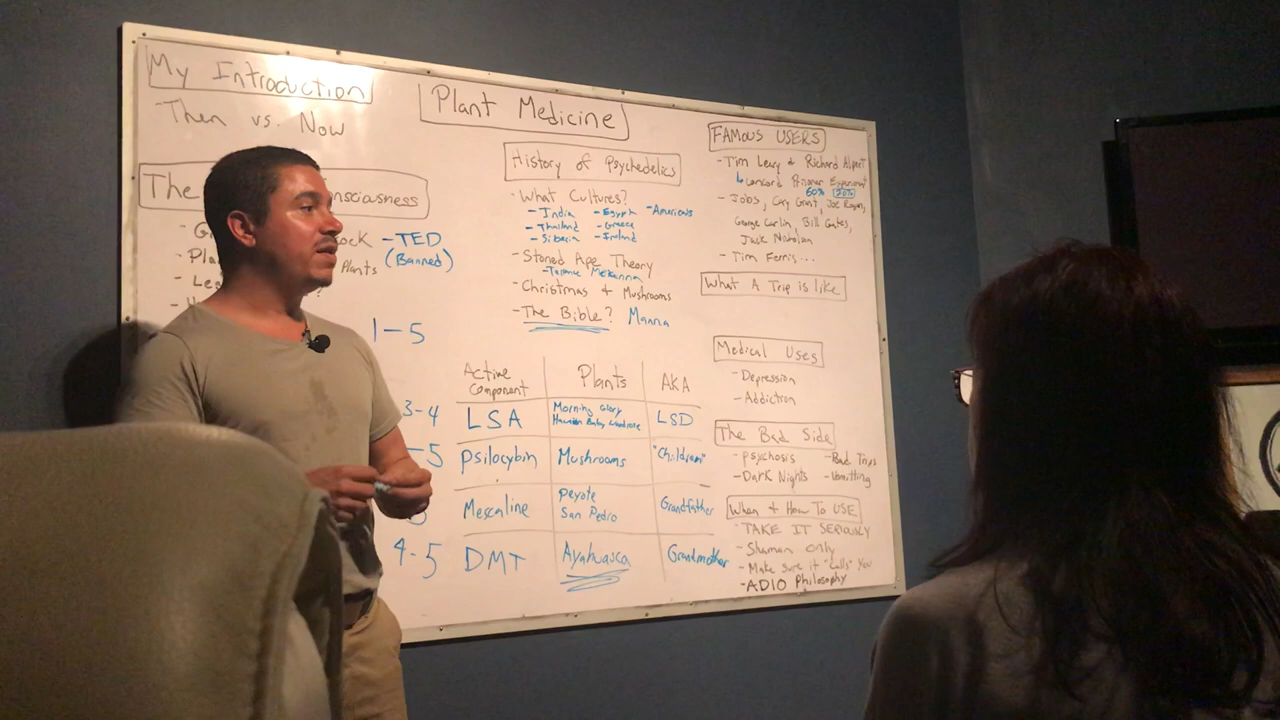 My Introduction
-Then vs. Now
The nsciousness
- G ock -TED
- Pla Plants (Banned)
- Le ?
1-5
Plant Medicine
History of Psychedelics
- What Cultures?
- India - Egypt - Americas
- Thailand - Greece
- Siberia - Ireland
- Stoned Ape Theory
- Terrence McKenna
- Christmas & Mushrooms
- The Bible? Manna
Active Component Plants AKA
3-4 LSA Morning Glory Hawaiian Baby Woodrose LSD
-5 Psilocybin Mushrooms "Children"
Mescaline Peyote San Pedro Grandfather
4-5 DMT Ayahuasca Grandmother
FAMOUS USERS
- Tim Leary & Richard Alpert
Concord Prisoner Experiment
60% 20%
- Jobs, Cary Grant, Joe Rogan,
George Carlin, Bill Gates,
Jack Nicholson
- Tim Ferris...
What A Trip is like
Medical Uses
- Depression
- Addiction
The Bad Side
- psychosis - Bad Trips
- Dark Nights - Vomitting
When & How To USE
- TAKE IT SERIOUSLY
- Shaman only
- Make sure it "calls" you
- ADIO Philosophy